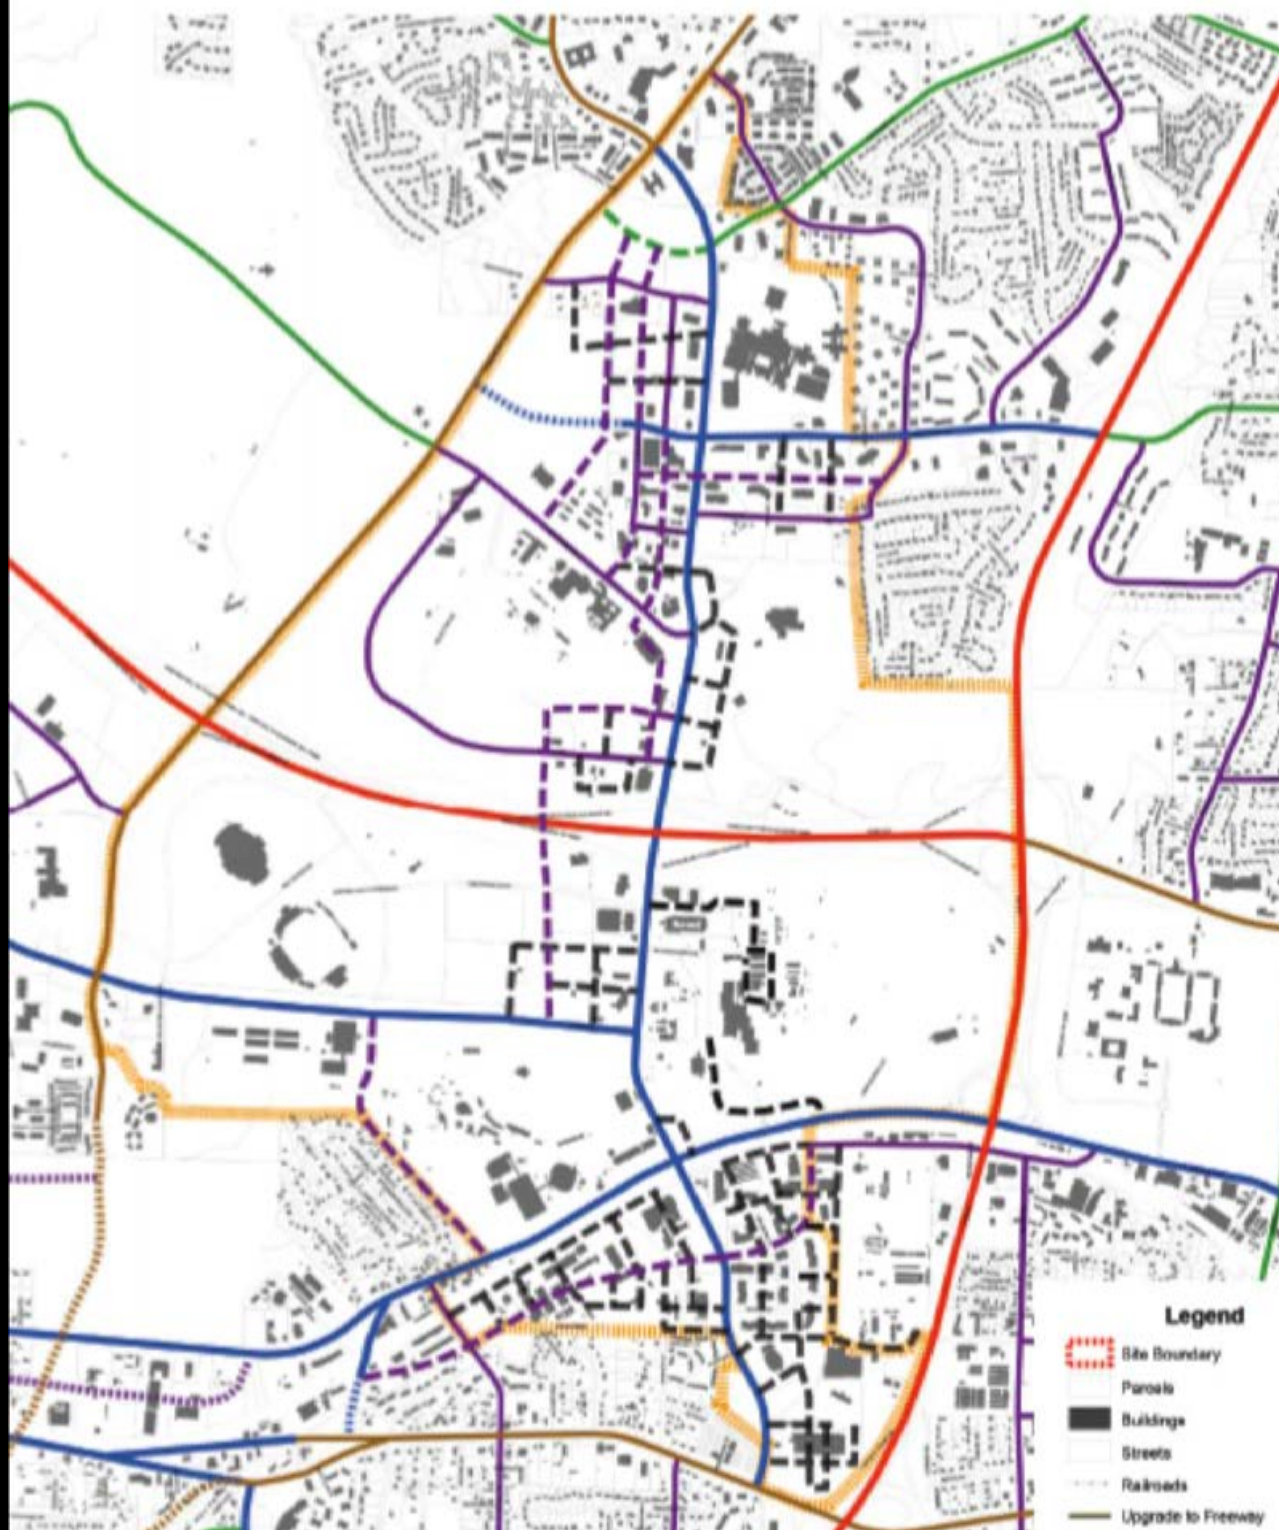 Legend
Site Boundary
Parcels
Buildings
Streets
Railroads
Upgrade to Freeway